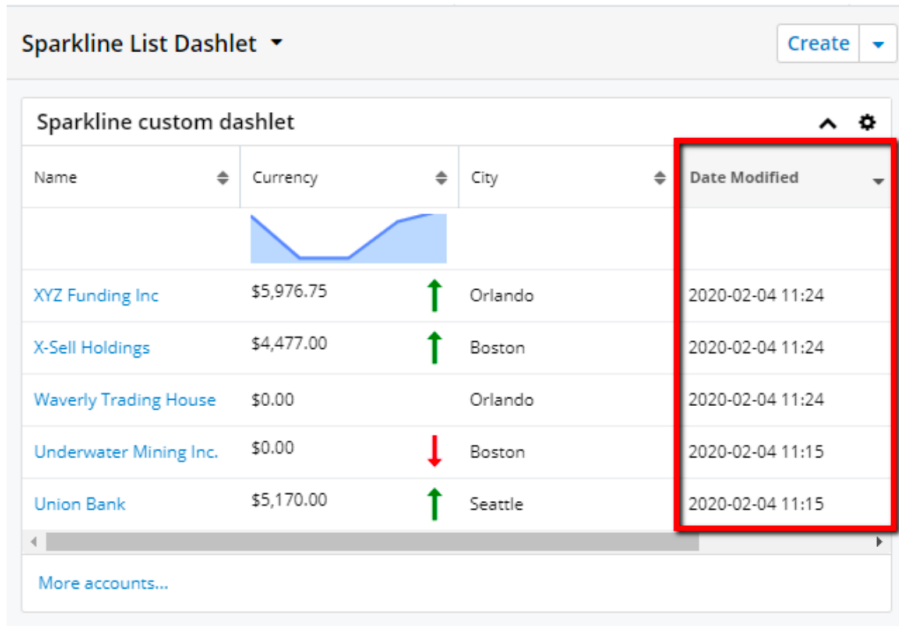 Sparkline List Dashlet
Create
Sparkline custom dashlet
Name Currency City Date Modified
XYZ Funding Inc $5,976.75 Orlando 2020-02-04 11:24
X-Sell Holdings $4,477.00 Boston 2020-02-04 11:24
Waverly Trading House $0.00 Orlando 2020-02-04 11:24
Underwater Mining Inc. $0.00 Boston 2020-02-04 11:15
Union Bank $5,170.00 Seattle 2020-02-04 11:15
More accounts...